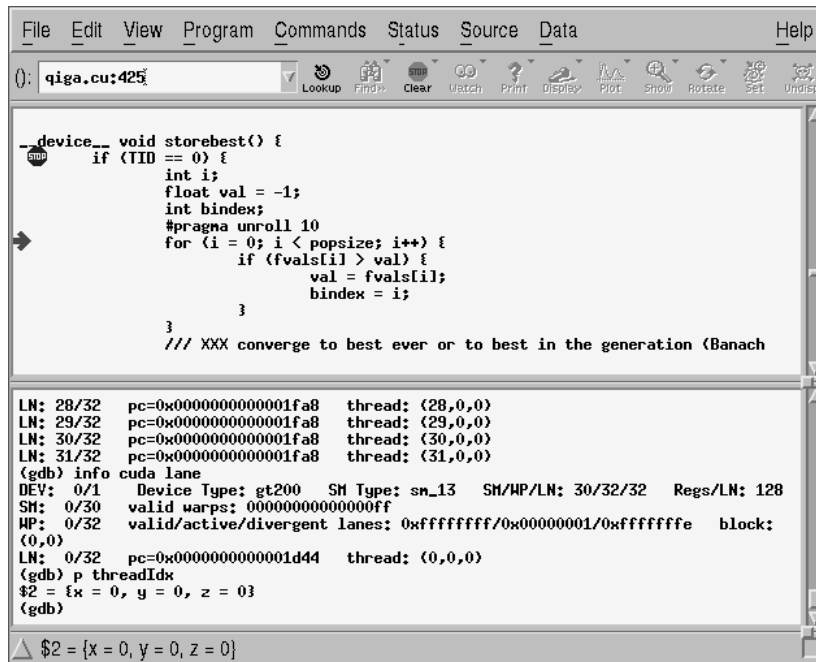 File Edit View Program Commands Status Source Data Help
(): qiga.cu:425 Lookup Find» Clear Watch Print Display Plot Show Rotate Set Undisp
__device__ void storebest() {
STOP if (TID == 0) {
int i;
float val = -1;
int bindex;
#pragma unroll 10
for (i = 0; i < popsize; i++) {
if (fvals[i] > val) {
val = fvals[i];
bindex = i;
}
}
/// XXX converge to best ever or to best in the generation (Banach
LN: 28/32 pc=0x0000000000001fa8 thread: (28,0,0)
LN: 29/32 pc=0x0000000000001fa8 thread: (29,0,0)
LN: 30/32 pc=0x0000000000001fa8 thread: (30,0,0)
LN: 31/32 pc=0x0000000000001fa8 thread: (31,0,0)
(gdb) info cuda lane
DEV: 0/1 Device Type: gt200 SM Type: sm_13 SM/WP/LN: 30/32/32 Regs/LN: 128
SM: 0/30 valid warps: 00000000000000ff
WP: 0/32 valid/active/divergent lanes: 0xffffffff/0x00000001/0xfffffffe block:
(0,0)
LN: 0/32 pc=0x0000000000001d44 thread: (0,0,0)
(gdb) p threadIdx
$2 = {x = 0, y = 0, z = 0}
(gdb)
$2 = {x = 0, y = 0, z = 0}